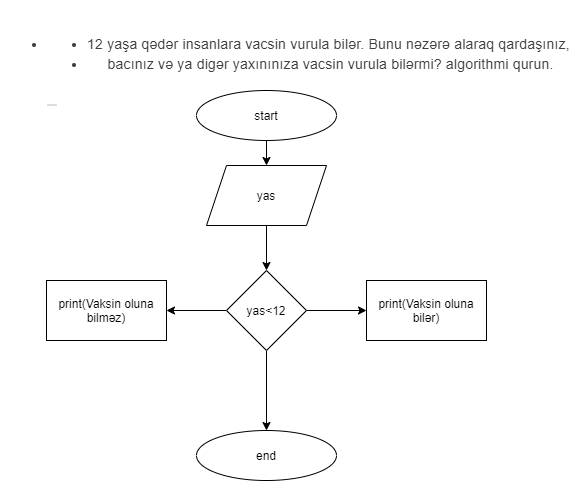 12 yaşa qədər insanlara vacsin vurula bilər. Bunu nəzərə alaraq qardaşınız,
bacınız və ya digər yaxınınıza vacsin vurula bilərmi? algorithmi qurun.
start
yas
print(Vaksin oluna
bilməz)
yas<12
print(Vaksin oluna
bilər)
end